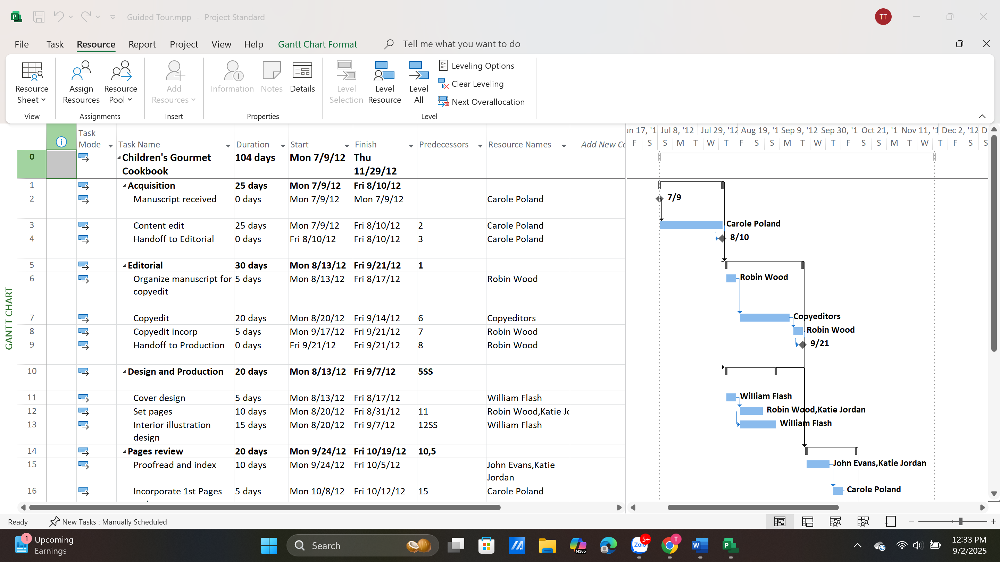 Guided Tour.mpp - Project Standard
TT
File Task Resource Report Project View Help Gantt Chart Format Tell me what you want to do
Resource Sheet
Assign Resources
Resource Pool
Add Resources
Information
Notes
Details
Level Selection
Level Resource
Level All
Leveling Options
Clear Leveling
Next Overallocation
View Assignments Insert Properties Level
GANTT CHART
Task Mode Task Name Duration Start Finish Predecessors Resource Names Add New Co
0 Children's Gourmet Cookbook 104 days Mon 7/9/12 Thu 11/29/12
1 Acquisition 25 days Mon 7/9/12 Fri 8/10/12
2 Manuscript received 0 days Mon 7/9/12 Mon 7/9/12 Carole Poland
3 Content edit 25 days Mon 7/9/12 Fri 8/10/12 2 Carole Poland
4 Handoff to Editorial 0 days Fri 8/10/12 Fri 8/10/12 3 Carole Poland
5 Editorial 30 days Mon 8/13/12 Fri 9/21/12 1
6 Organize manuscript for copyedit 5 days Mon 8/13/12 Fri 8/17/12 Robin Wood
7 Copyedit 20 days Mon 8/20/12 Fri 9/14/12 6 Copyeditors
8 Copyedit incorp 5 days Mon 9/17/12 Fri 9/21/12 7 Robin Wood
9 Handoff to Production 0 days Fri 9/21/12 Fri 9/21/12 8 Robin Wood
10 Design and Production 20 days Mon 8/13/12 Fri 9/7/12 5SS
11 Cover design 5 days Mon 8/13/12 Fri 8/17/12 William Flash
12 Set pages 10 days Mon 8/20/12 Fri 8/31/12 11 Robin Wood,Katie Jo
13 Interior illustration design 15 days Mon 8/20/12 Fri 9/7/12 12SS William Flash
14 Pages review 20 days Mon 9/24/12 Fri 10/19/12 10,5
15 Proofread and index 10 days Mon 9/24/12 Fri 10/5/12 John Evans,Katie Jordan
16 Incorporate 1st Pages 5 days Mon 10/8/12 Fri 10/12/12 15 Carole Poland
un 17, '1 Jul 8, '12 Jul 29, '12 Aug 19, '1 Sep 9, '12 Sep 30, '1 Oct 21, '1 Nov 11, '1 Dec 2, '12 De
F S S M T W T F S S M T W T F S S M T W T F S S
7/9
Carole Poland
8/10
Robin Wood
Copyeditors
Robin Wood
9/21
William Flash
Robin Wood,Katie Jordan
William Flash
John Evans,Katie Jordan
Carole Poland
Ready New Tasks : Manually Scheduled
1 Upcoming
Earnings
Search
M365
Zalo 5+
T
W
P
12:33 PM
9/2/2025